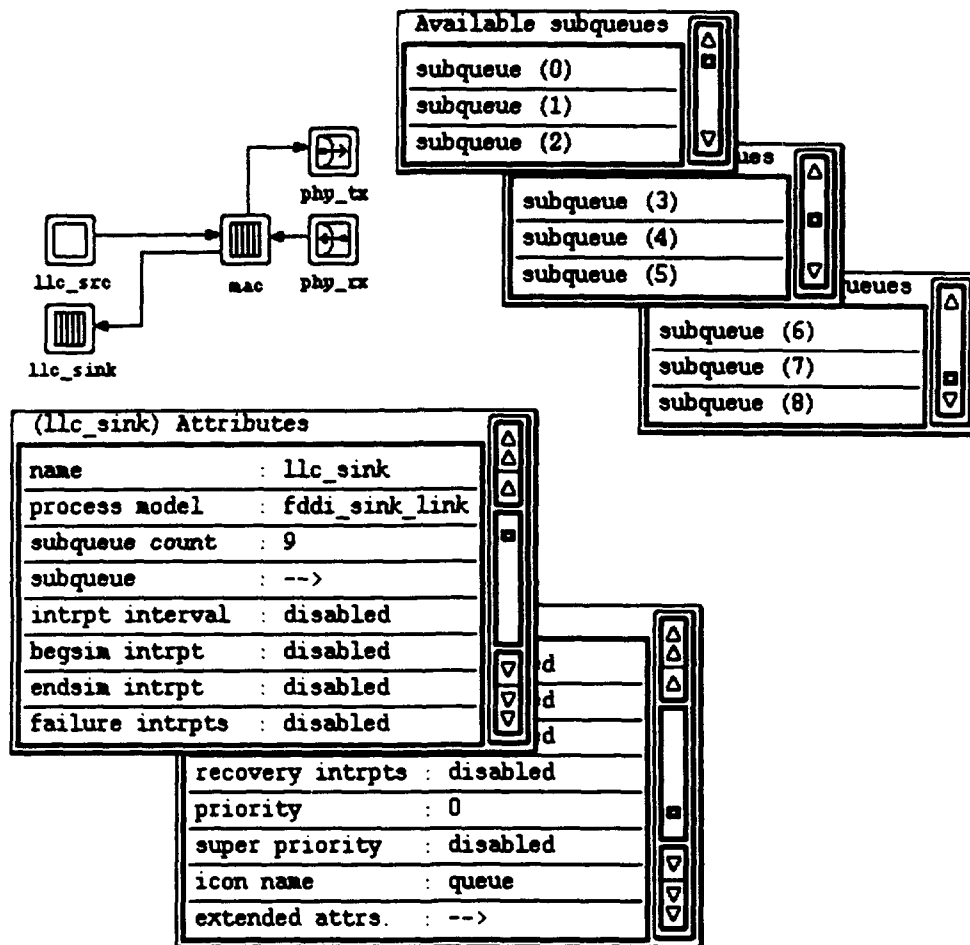 Available subqueues
subqueue (0)
subqueue (1)
subqueue (2)
ues
subqueue (3)
subqueue (4)
subqueue (5)
ueues
subqueue (6)
subqueue (7)
subqueue (8)
php_tx
llc_src
mac
php_rx
llc_sink
(llc_sink) Attributes
name : llc_sink
process model : fddi_sink_link
subqueue count : 9
subqueue : -->
intrpt interval : disabled
begsim intrpt : disabled
endsim intrpt : disabled
failure intrpts : disabled
ed
d
ed
recovery intrpts : disabled
priority : 0
super priority : disabled
icon name : queue
extended attrs. : -->